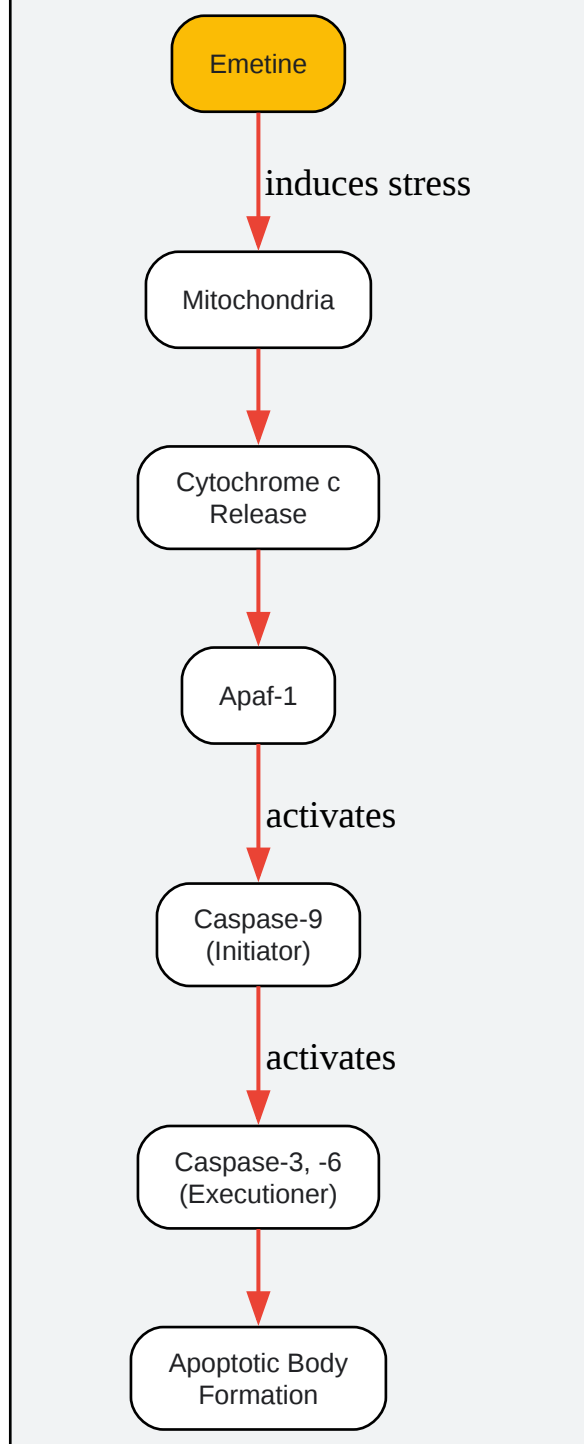 Emetine
induces stress
Mitochondria
Cytochrome c
Release
Apaf-1
activates
Caspase-9
(Initiator)
activates
Caspase-3, -6
(Executioner)
Apoptotic Body
Formation